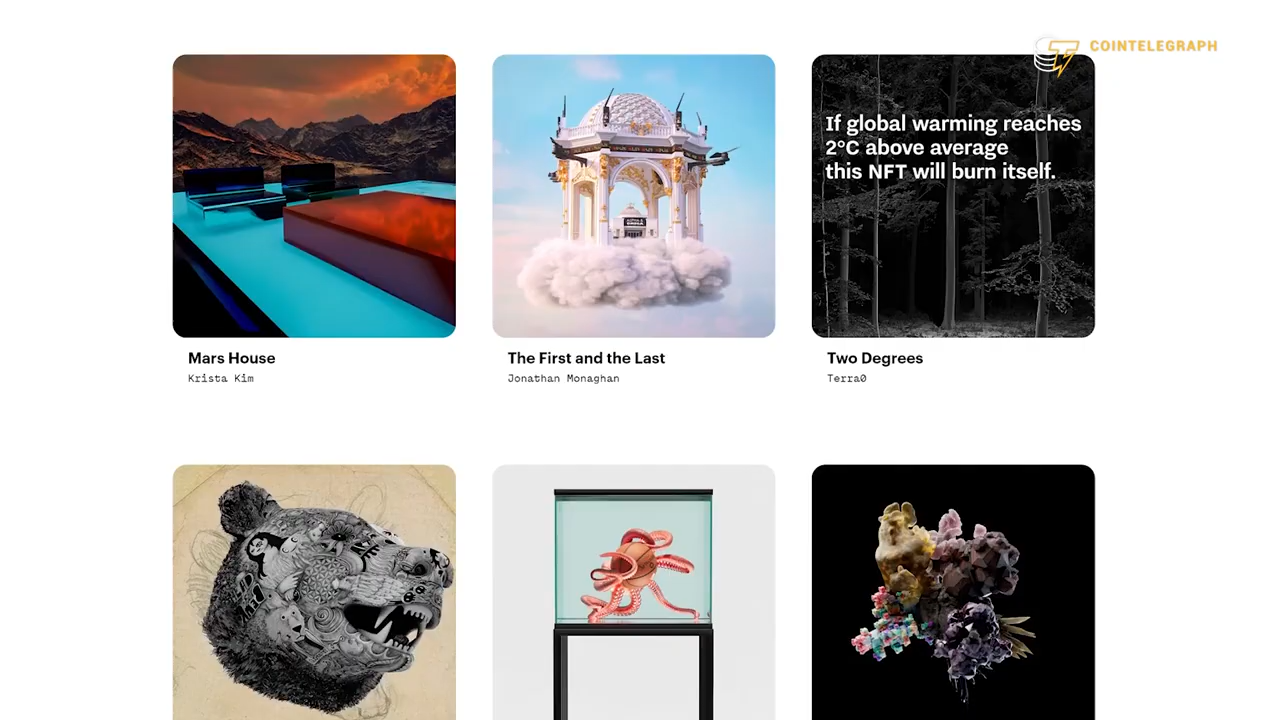 COINTELEGRAPH
If global warming reaches
2°C above average
this NFT will burn itself.
Mars House
Krista Kim
The First and the Last
Jonathan Monaghan
Two Degrees
Terra0